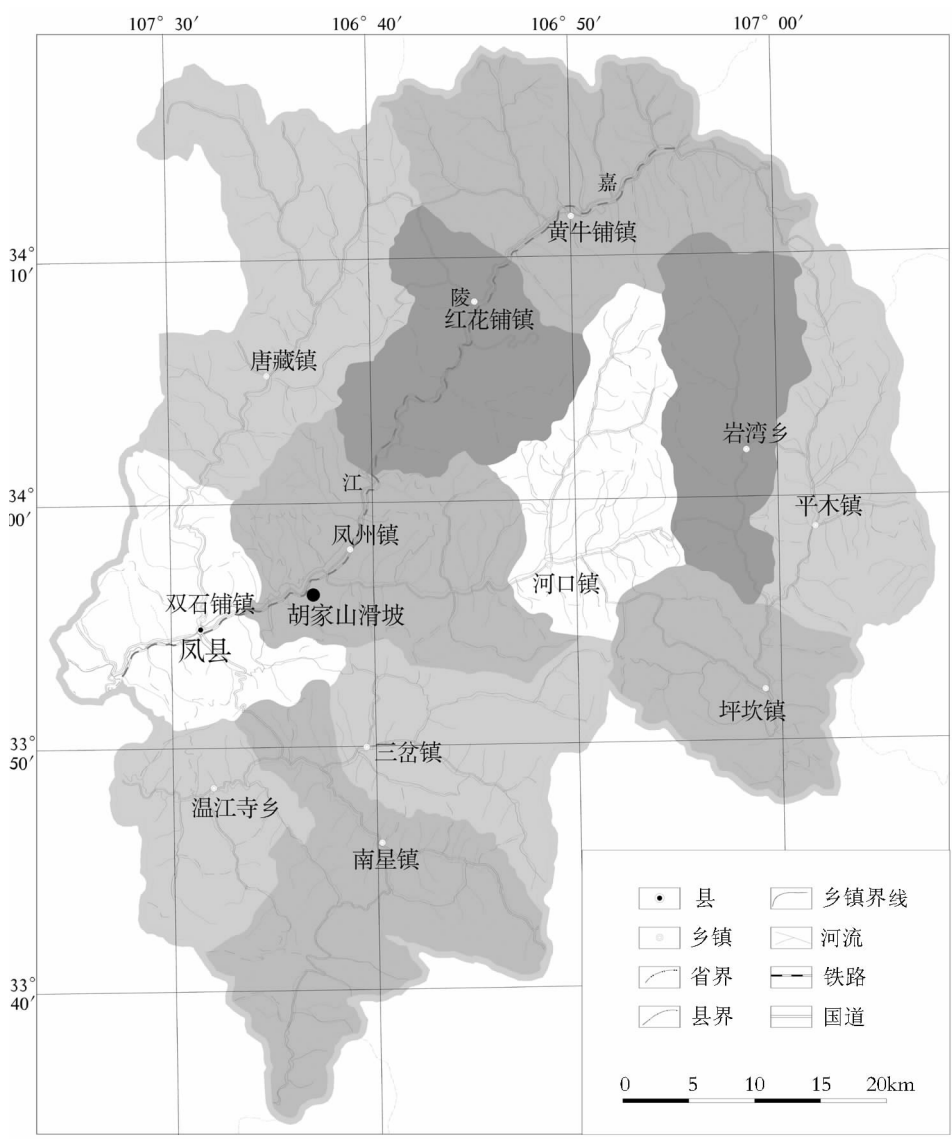 107° 30′ 106° 40′ 106° 50′ 107° 00′
嘉
黄牛铺镇
34°
10′
陵
红花铺镇
唐藏镇
岩湾乡
江
34°
00′
平木镇
凤州镇
河口镇
双石铺镇
胡家山滑坡
凤县
坪坎镇
33°
50′
三岔镇
温江寺乡
南星镇
县 乡镇界线
乡镇 河流
省界 铁路
县界 国道
33°
40′
0 5 10 15 20km